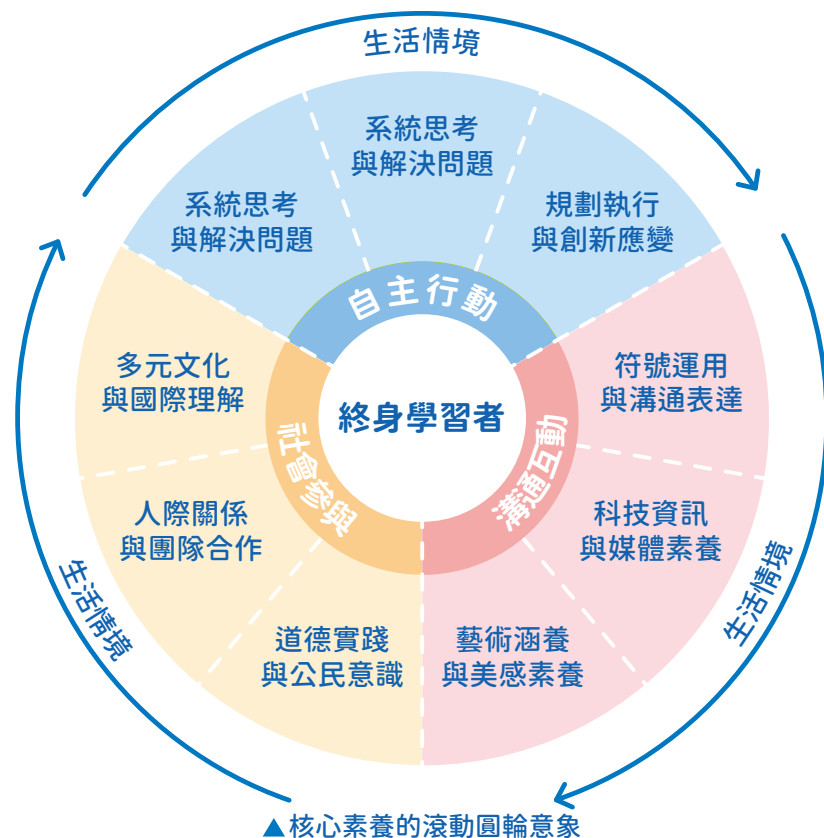 生活情境
系統思考
與解決問題
系統思考
與解決問題
規劃執行
與創新應變
自主行動
多元文化
與國際理解
符號運用
與溝通表達
終身學習者
社會參與
溝通互動
人際關係
與團隊合作
科技資訊
與媒體素養
生活情境
生活情境
道德實踐
與公民意識
藝術涵養
與美感素養
▲核心素養的滾動圓輪意象